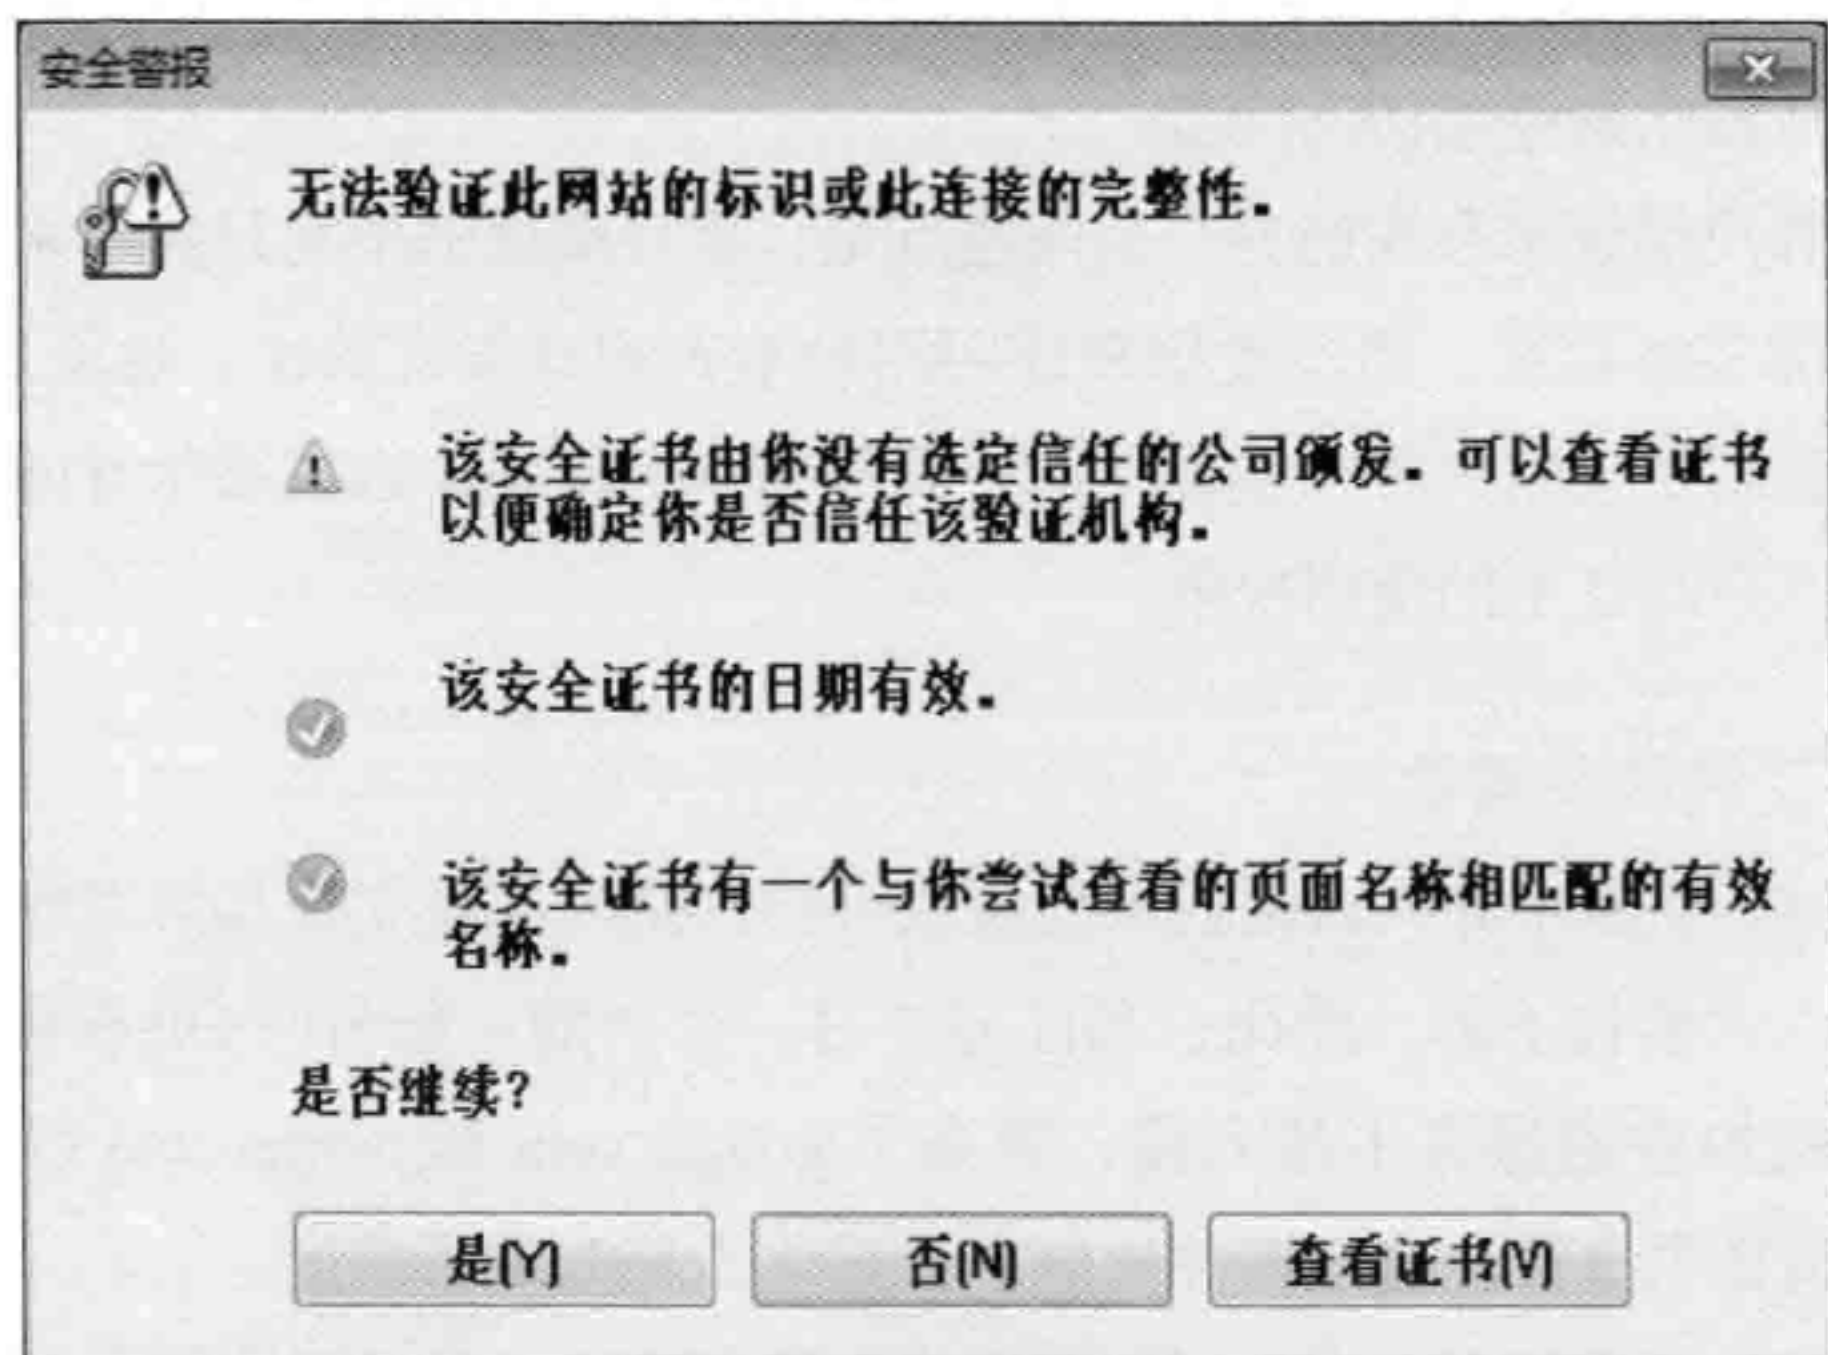 安全警报
无法验证此网站的标识或此连接的完整性。
该安全证书由你没有选定信任的公司颁发。可以查看证书
以便确定你是否信任该验证机构。
该安全证书的日期有效。
该安全证书有一个与你尝试查看的页面名称相匹配的有效
名称。
是否继续?
是(Y)
否(N)
查看证书(V)